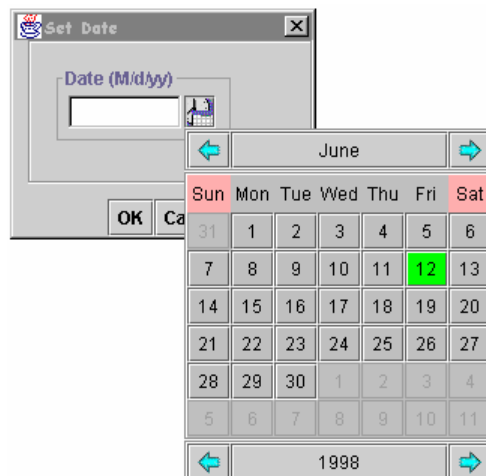 Set Date
Date (M/d/yy)
June
Sun Mon Tue Wed Thu Fri Sat
31 1 2 3 4 5 6
7 8 9 10 11 12 13
14 15 16 17 18 19 20
21 22 23 24 25 26 27
28 29 30 1 2 3 4
5 6 7 8 9 10 11
1998
OK Ca